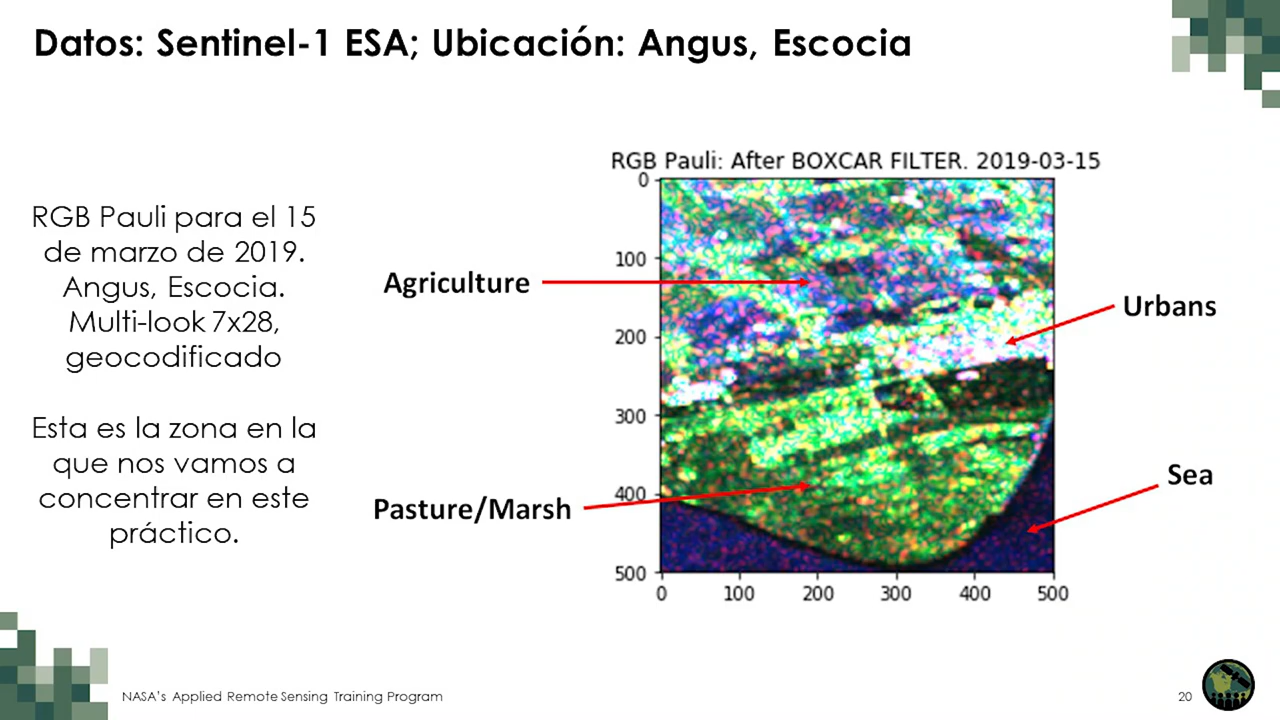 Datos: Sentinel-1 ESA; Ubicación: Angus, Escocia
RGB Pauli para el 15
de marzo de 2019.
Angus, Escocia.
Multi-look 7x28,
geocodificado
Esta es la zona en la
que nos vamos a
concentrar en este
práctico.
RGB Pauli: After BOXCAR FILTER. 2019-03-15
0
100
200
300
400
500
0 100 200 300 400 500
Agriculture
Urbans
Pasture/Marsh
Sea
NASA's Applied Remote Sensing Training Program
20